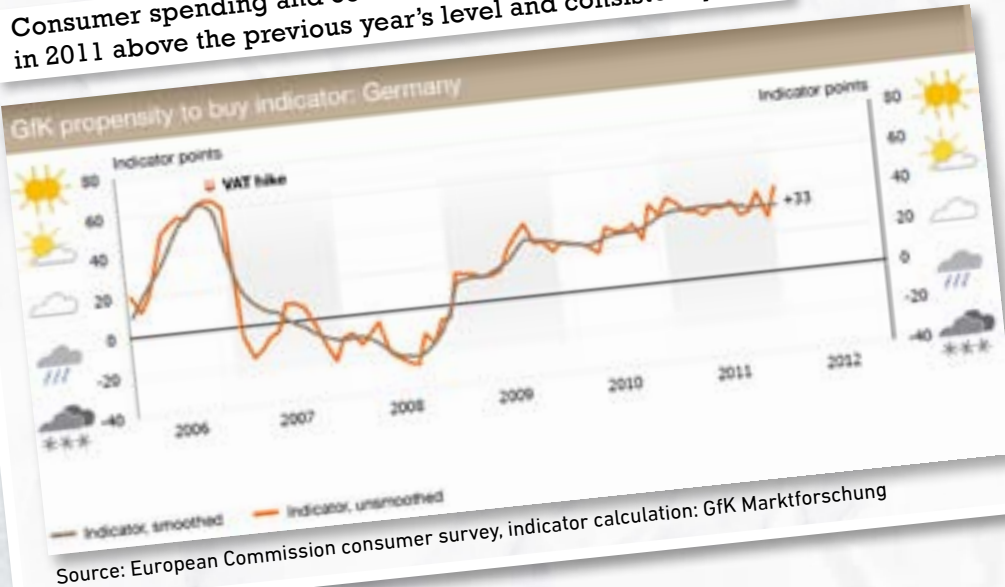 Consumer spending and
in 2011 above the previous year's level and
GfK propensity to buy indicator: Germany
Indicator points
Indicator points
VAT hike
80
60
40
20
0
-20
-40
80
60
40
20
0
-20
-40
+33
2006
2007
2008
2009
2010
2011
2012
Indicator, smoothed
Indicator, unsmoothed
Source: European Commission consumer survey, indicator calculation: GfK Marktforschung